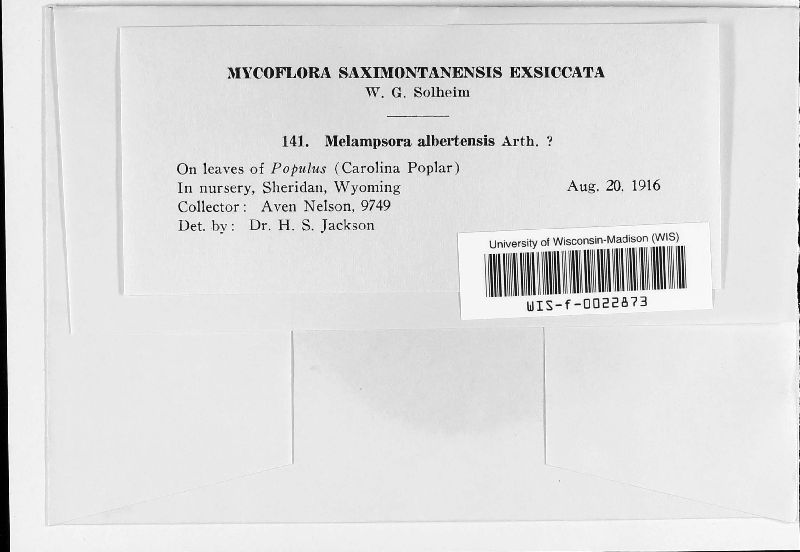 MYCOFLORA SAXIMONTANENSIS EXSICCATA
W. G. Solheim
141. Melampsora albertensis Arth. ?
On leaves of Populus (Carolina Poplar)
In nursery, Sheridan, Wyoming Aug. 20. 1916
Collector: Aven Nelson, 9749
Det. by: Dr. H. S. Jackson
University of Wisconsin-Madison (WIS)
WIS-f-0022873